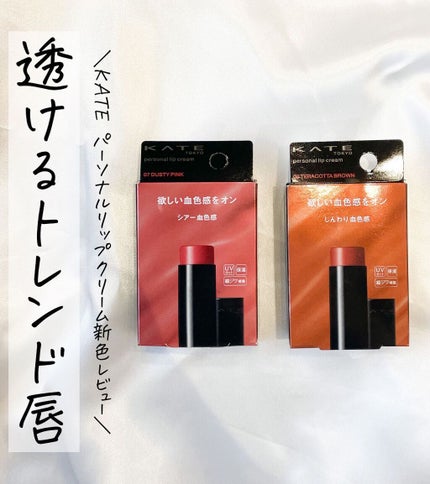 透けるトレンド唇
\KATE パーソナルリップクリーム新色レビュー/
KATE
TOKYO
personal lip cream
07 DUSTY PINK
欲しい血色感をオン
シアー血色感
UV
保湿
KATE
TOKYO
personal lip cream
TERACOTTA BROWN
欲しい血色感をオン
じんわり血色感
UV
保湿